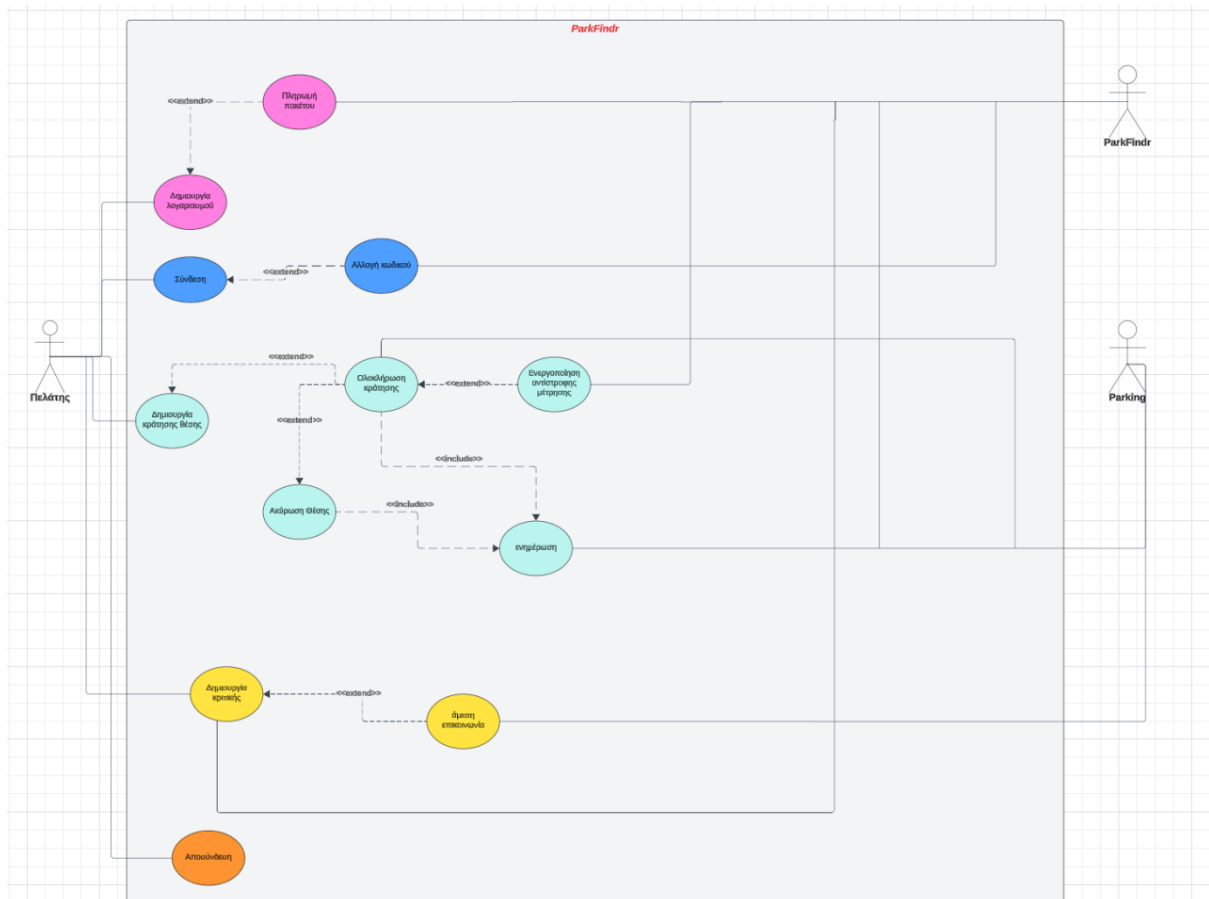 ParkFindr
Πληρωμή
πακέτου
<<extend>>
ParkFindr
Δημιουργία
λογαριασμού
Σύνδεση
<<extend>>
Αλλαγή κωδικού
Πελάτης
<<extend>>
Ολοκλήρωση
κράτησης
<<extend>>
Ενεργοποίηση
αντίστροφης
μέτρησης
Parking
Δημιουργία
κράτησης θέσης
<<extend>>
<<include>>
Ακύρωση Θέσης
<<include>>
ενημέρωση
Δημιουργία
κριτικής
<<extend>>
άμεση
επικοινωνία
Αποσύνδεση